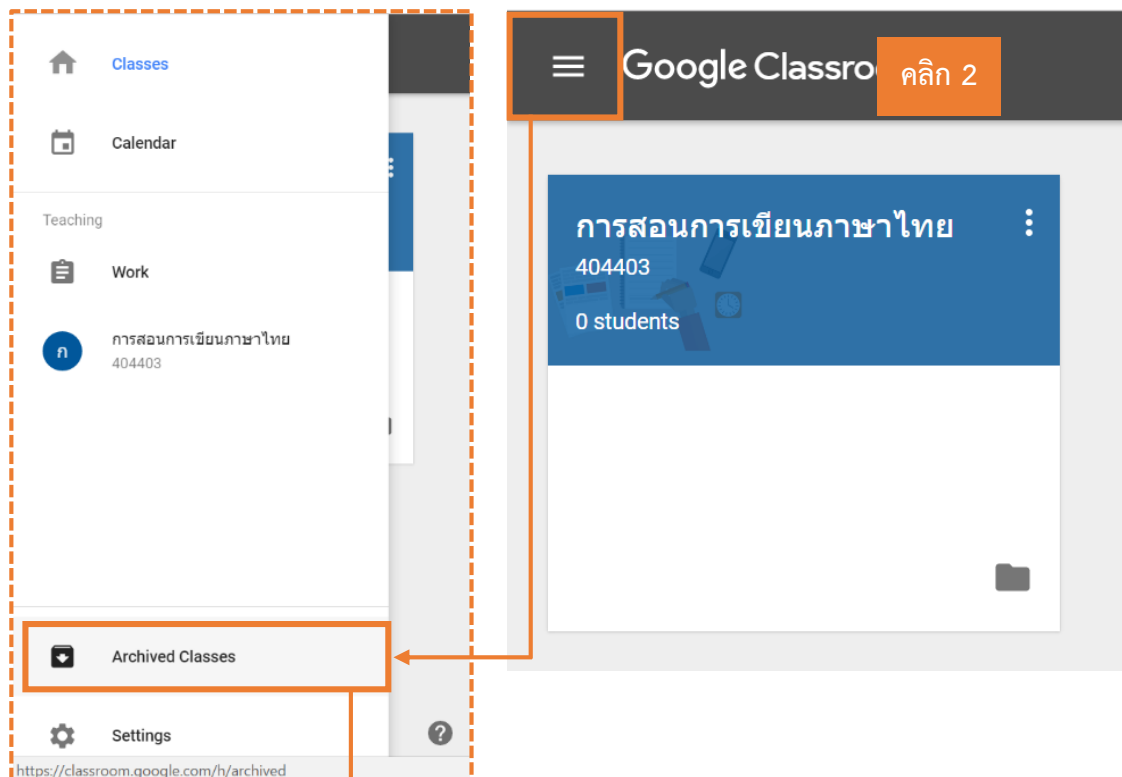 Classes
Calendar
Teaching
Work
ก
การสอนการเขียนภาษาไทย
404403
Archived Classes
Settings
https://classroom.google.com/h/archived
Google Classro
คลิก 2
การสอนการเขียนภาษาไทย
404403
0 students